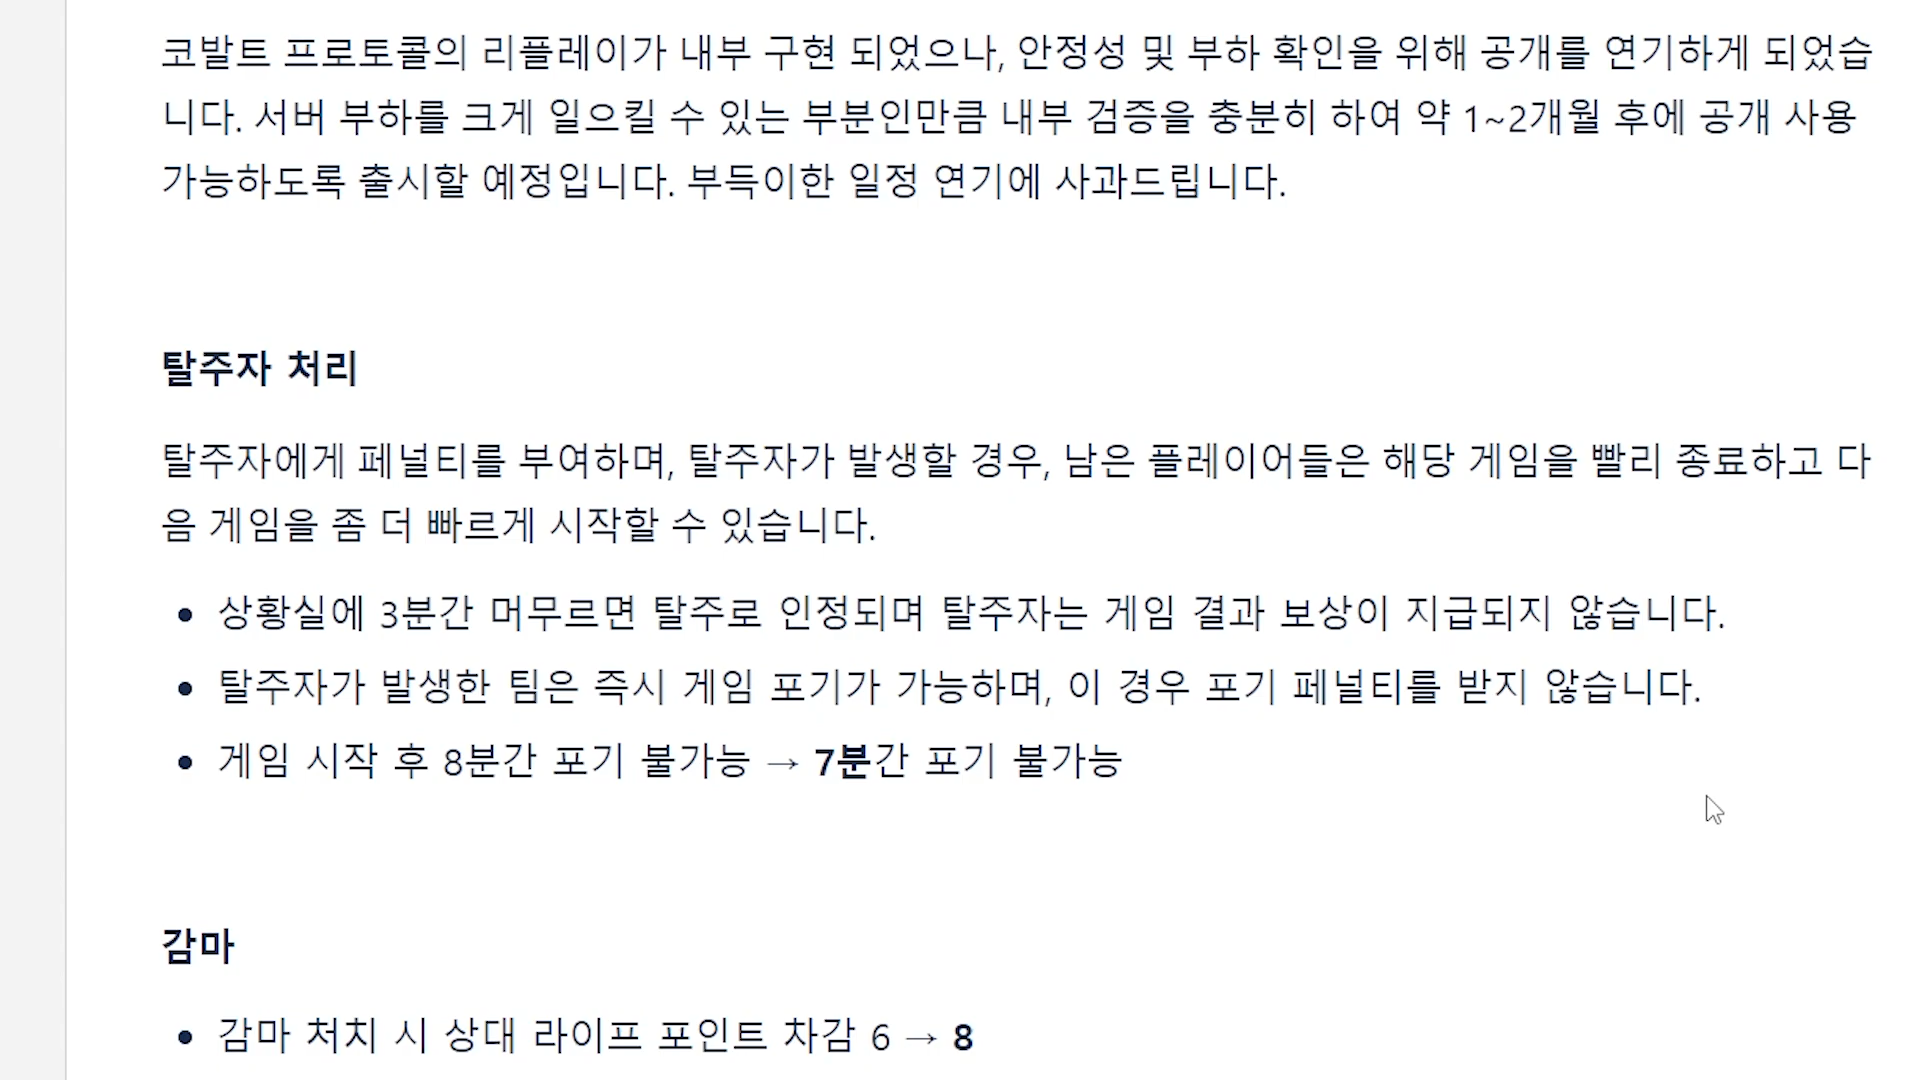 코발트 프로토콜의 리플레이가 내부 구현 되었으나, 안정성 및 부하 확인을 위해 공개를 연기하게 되었습
니다. 서버 부하를 크게 일으킬 수 있는 부분인만큼 내부 검증을 충분히 하여 약 1~2개월 후에 공개 사용
가능하도록 출시할 예정입니다. 부득이한 일정 연기에 사과드립니다.
탈주자 처리
탈주자에게 페널티를 부여하며, 탈주자가 발생할 경우, 남은 플레이어들은 해당 게임을 빨리 종료하고 다
음 게임을 좀 더 빠르게 시작할 수 있습니다.
• 상황실에 3분간 머무르면 탈주로 인정되며 탈주자는 게임 결과 보상이 지급되지 않습니다.
• 탈주자가 발생한 팀은 즉시 게임 포기가 가능하며, 이 경우 포기 페널티를 받지 않습니다.
• 게임 시작 후 8분간 포기 불가능 → 7분간 포기 불가능
감마
• 감마 처치 시 상대 라이프 포인트 차감 6 → 8